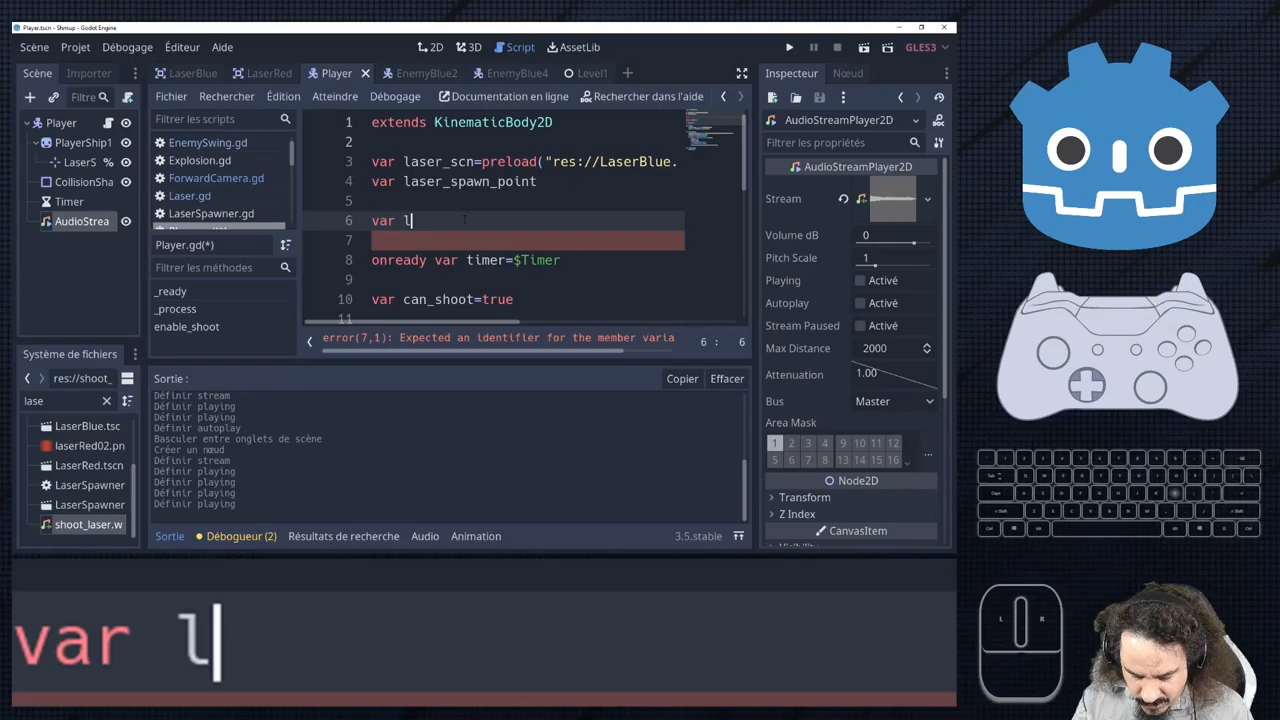 Player.tscn - Shmup - Godot Engine
Scène Projet Débogage Éditeur Aide
2D 3D Script AssetLib
GLES3
Scène Importer
LaserBlue LaserRed Player EnemyBlue2 EnemyBlue4 Level1
Inspecteur Nœud
Filtre
Fichier Rechercher Édition Atteindre Débogage Documentation en ligne Rechercher dans l'aide
Player
PlayerShip1
LaserS
CollisionSha
Timer
AudioStrea
Filtrer les scripts
EnemySwing.gd
Explosion.gd
ForwardCamera.gd
Laser.gd
LaserSpawner.gd
Player.gd(*)
Filtrer les méthodes
_ready
_process
enable_shoot
1 extends KinematicBody2D
2
3 var laser_scn=preload("res://LaserBlue.
4 var laser_spawn_point
5
6 var l
7
8 onready var timer=$Timer
9
10 var can_shoot=true
11
error(7,1): Expected an identifier for the member varia
6 : 6
AudioStreamPlayer2D
Filtrer les propriétés
AudioStreamPlayer2D
Stream
Volume dB 0
Pitch Scale 1
Playing Activé
Autoplay Activé
Stream Paused Activé
Max Distance 2000
Attenuation 1.00
Bus Master
Area Mask
1 2 3 4 9 10 11 12
5 6 7 8 13 14 15 16
Node2D
Transform
Z Index
CanvasItem
Système de fichiers
res://shoot_
lase
LaserBlue.tsc
laserRed02.pn
LaserRed.tscn
LaserSpawner
LaserSpawner
shoot_laser.w
Sortie :
Copier Effacer
Définir stream
Définir playing
Définir playing
Définir autoplay
Basculer entre onglets de scène
Créer un nœud
Définir stream
Définir playing
Définir playing
Définir playing
Définir playing
Sortie Débogueur (2) Résultats de recherche Audio Animation
3.5.stable
var l
L R